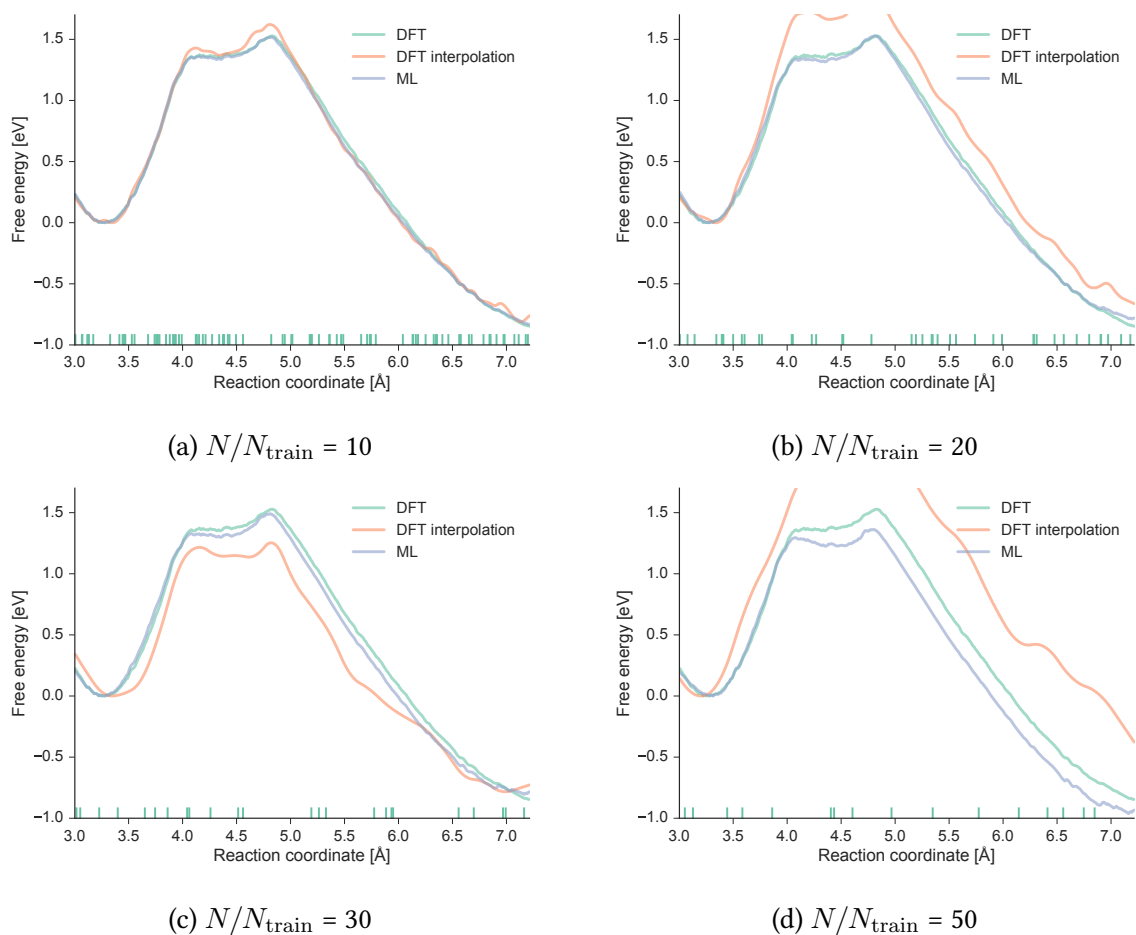 1.5
1.0
0.5
0.0
−0.5
−1.0
Free energy [eV]
DFT
DFT interpolation
ML
3.0 3.5 4.0 4.5 5.0 5.5 6.0 6.5 7.0
Reaction coordinate [Å]
(a) N/Ntrain = 10
1.5
1.0
0.5
0.0
−0.5
−1.0
Free energy [eV]
DFT
DFT interpolation
ML
3.0 3.5 4.0 4.5 5.0 5.5 6.0 6.5 7.0
Reaction coordinate [Å]
(b) N/Ntrain = 20
1.5
1.0
0.5
0.0
−0.5
−1.0
Free energy [eV]
DFT
DFT interpolation
ML
3.0 3.5 4.0 4.5 5.0 5.5 6.0 6.5 7.0
Reaction coordinate [Å]
(c) N/Ntrain = 30
1.5
1.0
0.5
0.0
−0.5
−1.0
Free energy [eV]
DFT
DFT interpolation
ML
3.0 3.5 4.0 4.5 5.0 5.5 6.0 6.5 7.0
Reaction coordinate [Å]
(d) N/Ntrain = 50